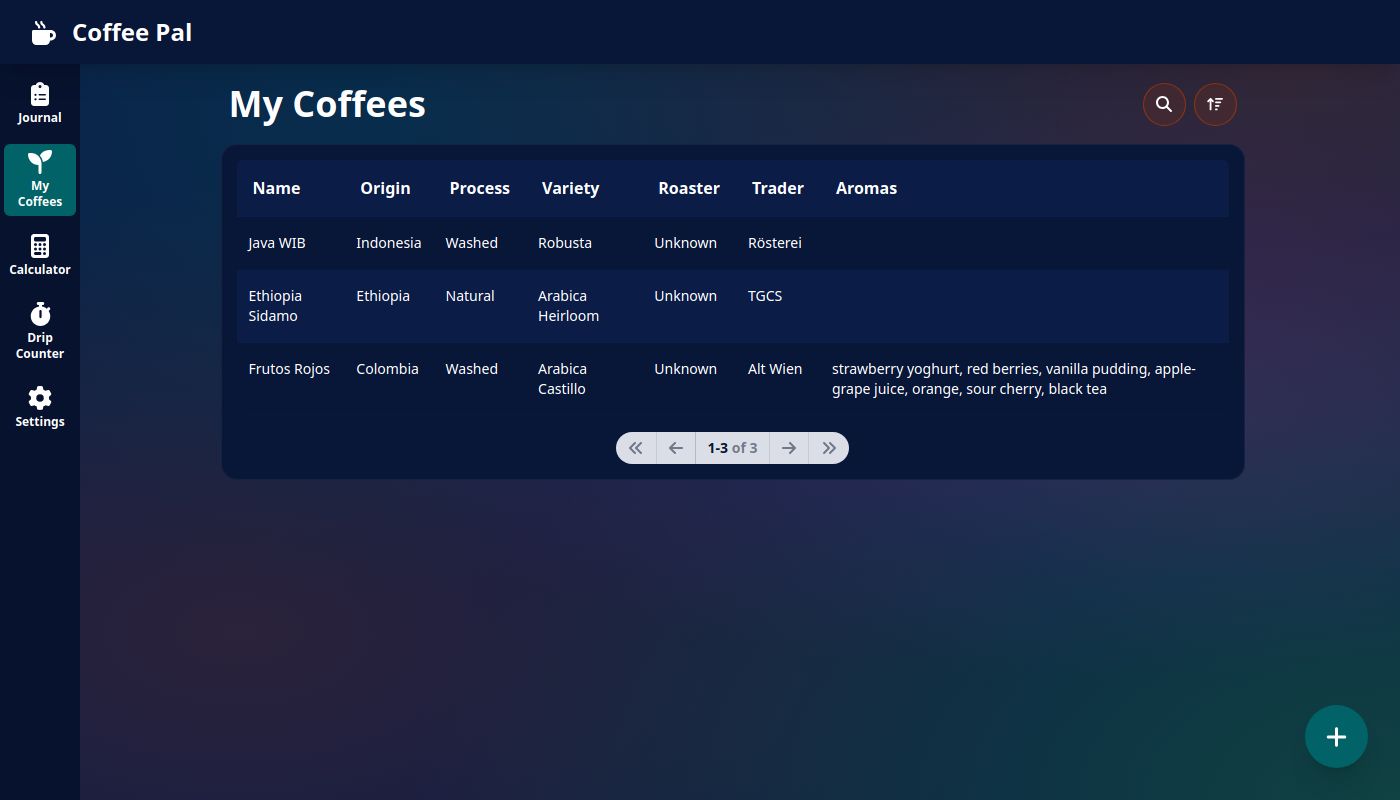 Coffee Pal
Journal
My
Coffees
Calculator
Drip
Counter
Settings
My Coffees
Name Origin Process Variety Roaster Trader Aromas
Java WIB Indonesia Washed Robusta Unknown Rösterei
Ethiopia Ethiopia Natural Arabica Unknown TGCS
Sidamo Heirloom
Frutos Rojos Colombia Washed Arabica Unknown Alt Wien strawberry yoghurt, red berries, vanilla pudding, apple-
Castillo grape juice, orange, sour cherry, black tea
1-3 of 3